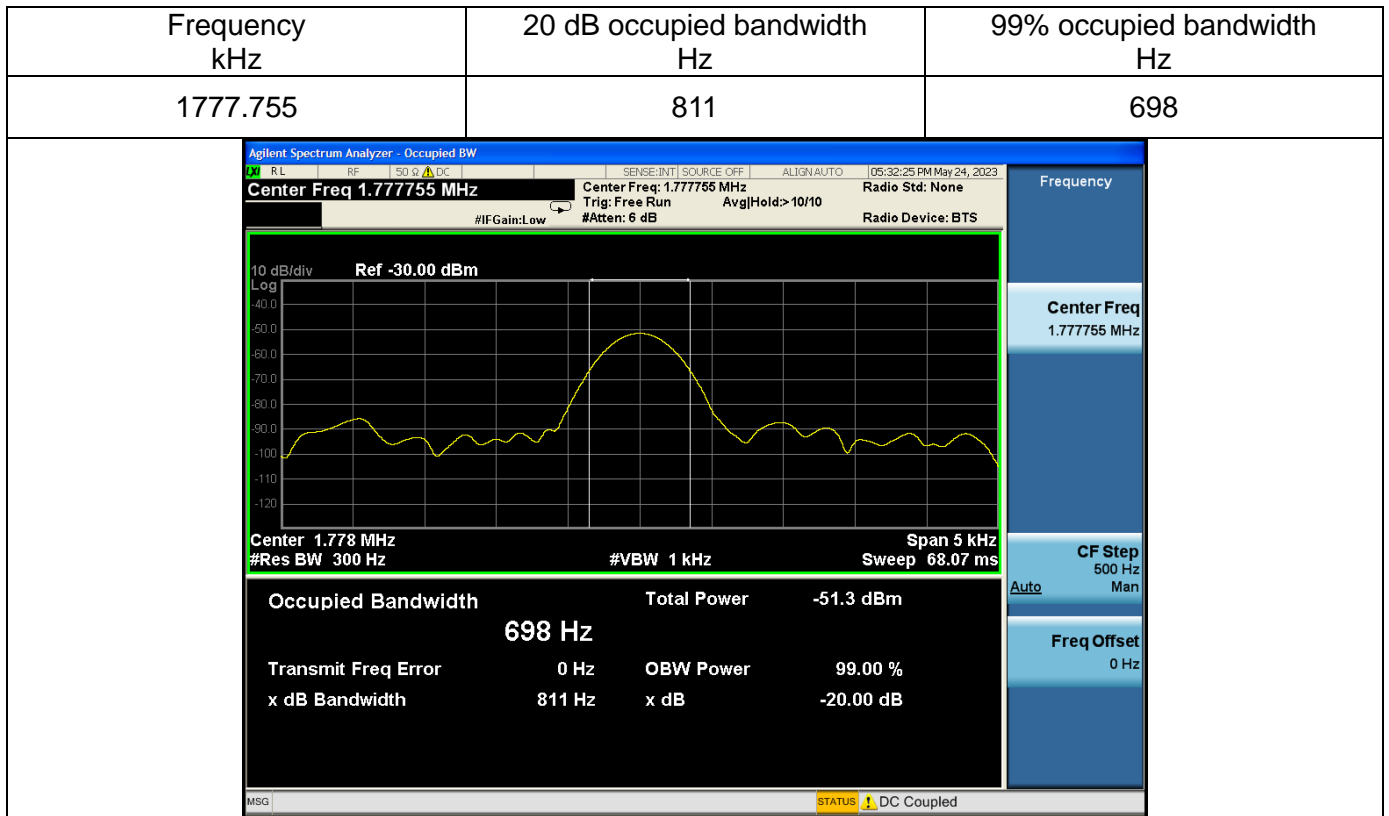 Frequency
kHz
20 dB occupied bandwidth
Hz
99% occupied bandwidth
Hz
1777.755
811
698
Agilent Spectrum Analyzer - Occupied BW
LXI RL RF 50 Ω DC SENSE:INT SOURCE OFF ALIGN AUTO 05:32:25 PM May 24, 2023
Center Freq 1.777755 MHz
Center Freq: 1.777755 MHz
Radio Std: None
Trig: Free Run Avg|Hold:> 10/10
#IFGain:Low
#Atten: 6 dB
Radio Device: BTS
10 dB/div Ref -30.00 dBm
Log
-40.0
-50.0
-60.0
-70.0
-80.0
-90.0
-100
-110
-120
Center 1.778 MHz
Span 5 kHz
#Res BW 300 Hz
#VBW 1 kHz
Sweep 68.07 ms
Occupied Bandwidth
Total Power -51.3 dBm
698 Hz
Transmit Freq Error 0 Hz
OBW Power 99.00 %
x dB Bandwidth 811 Hz
x dB -20.00 dB
Frequency
Center Freq
1.777755 MHz
CF Step
500 Hz
Auto Man
Freq Offset
0 Hz
MSG
STATUS DC Coupled